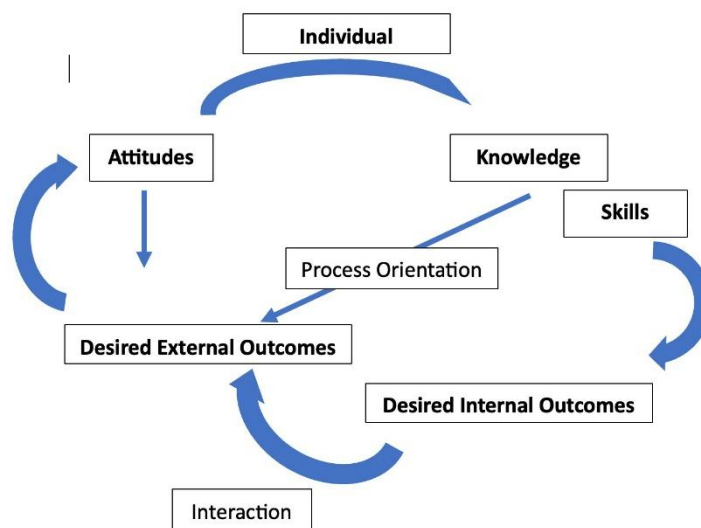 Individual
Attitudes
Knowledge
Skills
Process Orientation
Desired External Outcomes
Desired Internal Outcomes
Interaction